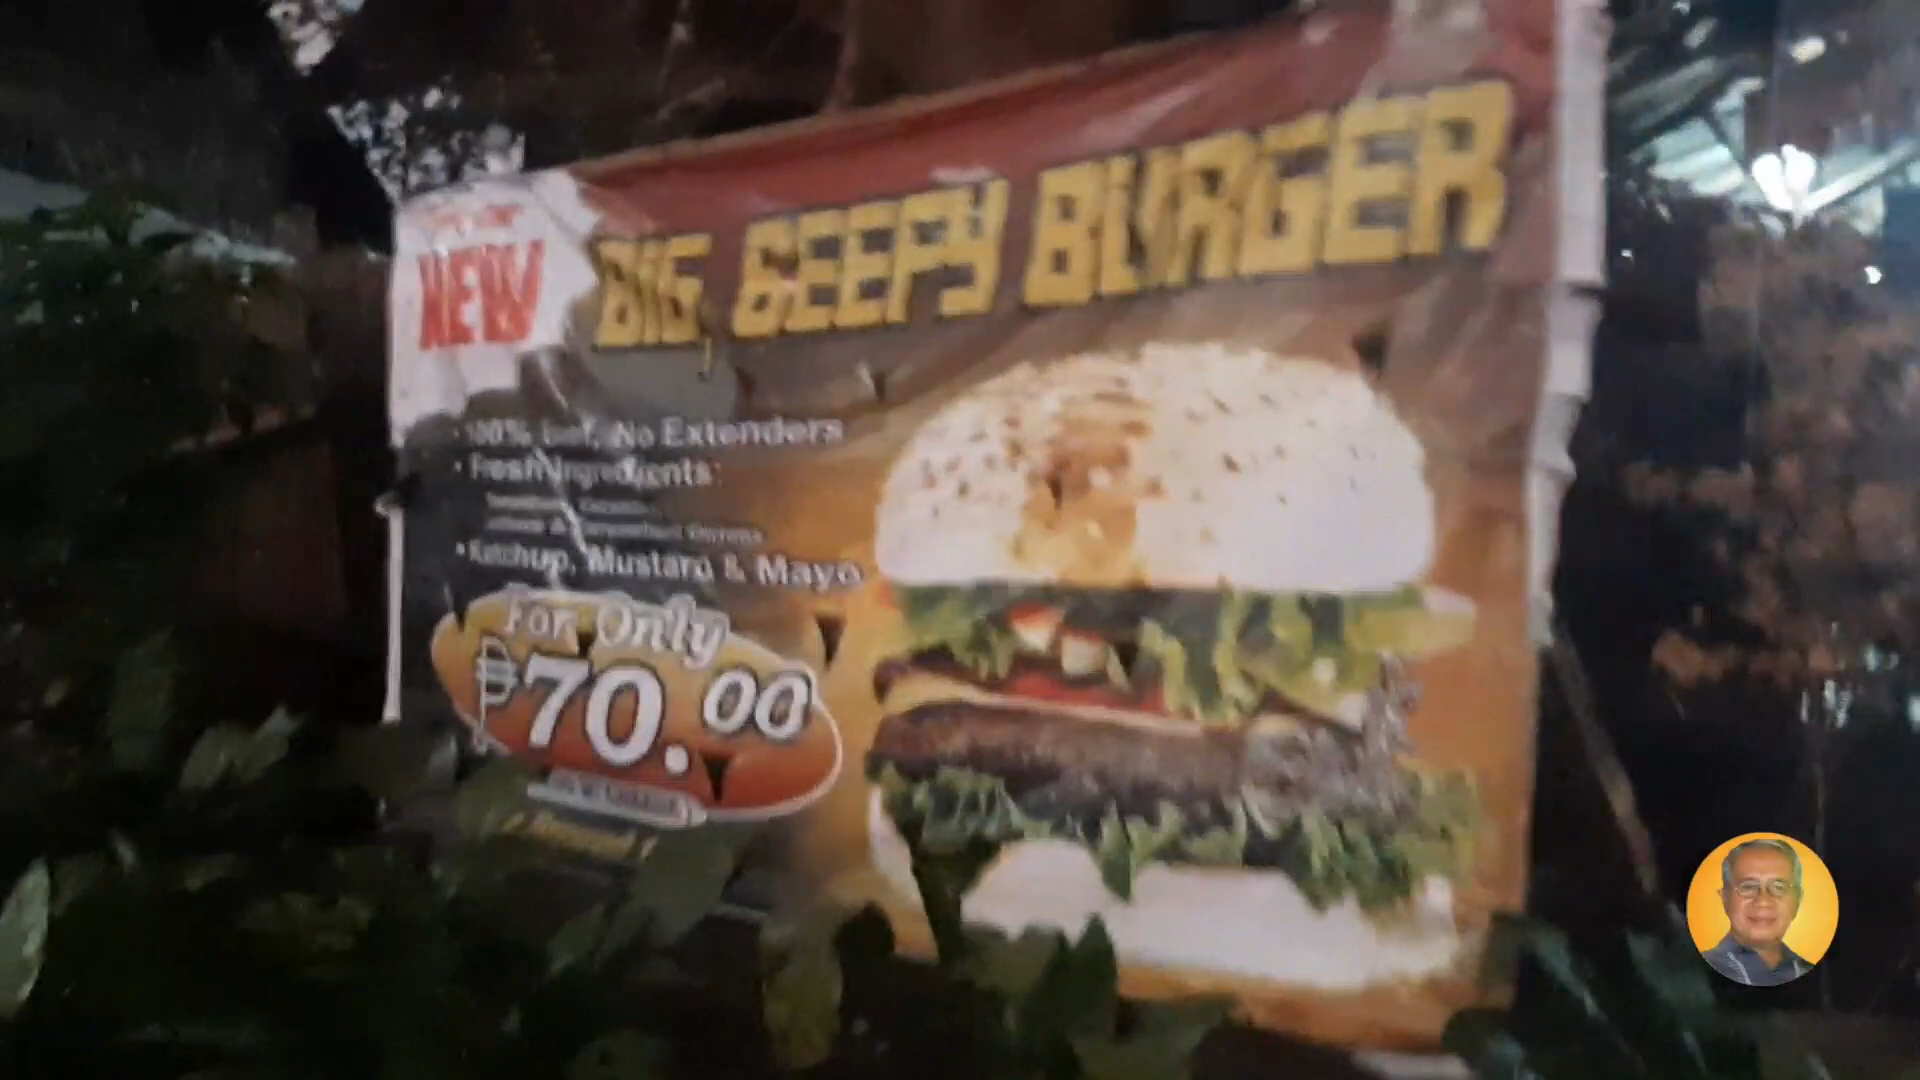 NEW
BIG, BEEFY BURGER
• 100% beef, No Extenders
• Fresh Ingredients:
• Ketchup, Mustard & Mayo
For Only
₱70.00